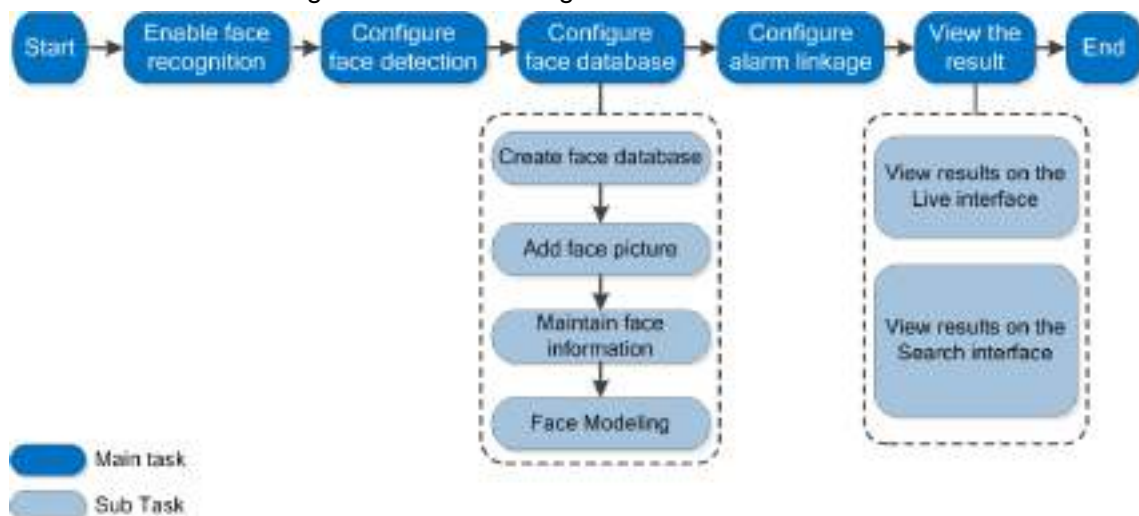 Start
Enable face
recognition
Configure
face detection
Configure
face database
Configure
alarm linkage
View the
result
End
Create face database
Add face picture
Maintain face
information
Face Modeling
View results on the
Live interface
View results on the
Search interface
Main task
Sub Task